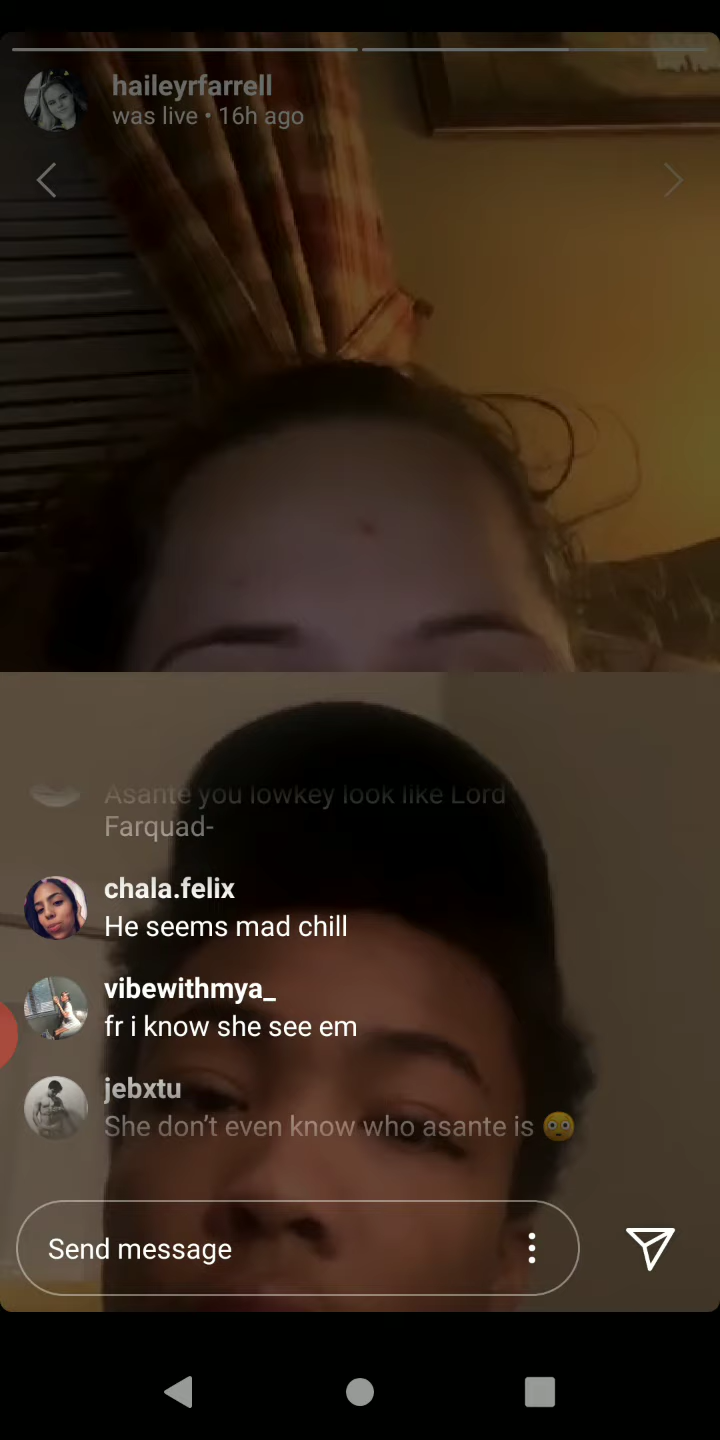 haileyrfarrell
was live • 16h ago
Asante you lowkey look like Lord
Farquad-
chala.felix
He seems mad chill
vibewithmya_
fr i know she see em
jebxtu
She don’t even know who asante is 😳
Send message